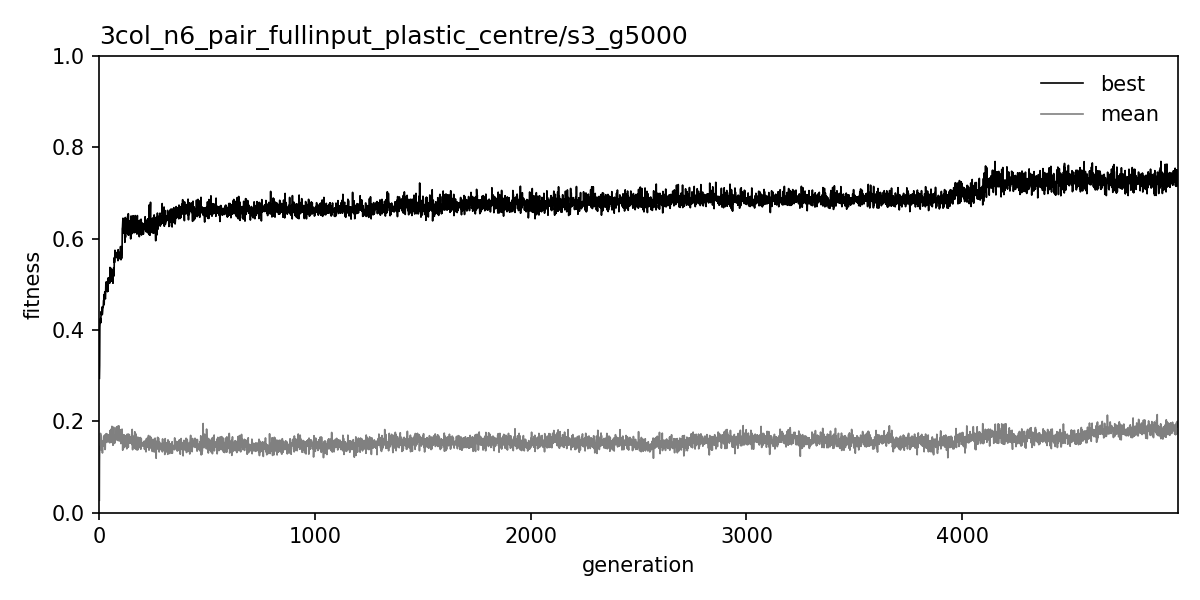 3col_n6_pair_fullinput_plastic_centre/s3_g5000
1.0
best
mean
0.8
0.6
fitness
0.4
0.2
0.0
0 1000 2000 3000 4000
generation